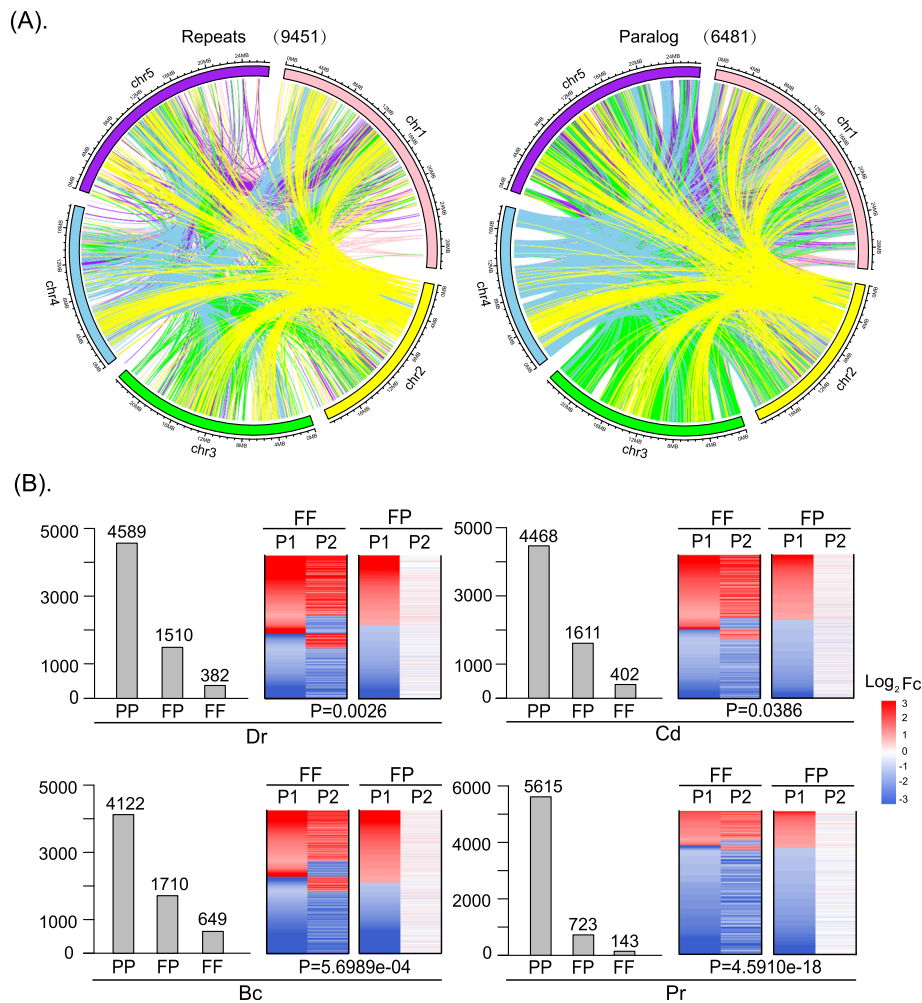 (A).
Repeats （9451）
Paralog （6481）
chr5
chr1
chr4
chr2
chr3
chr5
chr1
chr4
chr2
chr3
(B).
5000
3000
1000
0
4589
1510
382
PP FP FF
FF FP
P1 P2 P1 P2
P=0.0026
Dr
5000
3000
1000
0
4468
1611
402
PP FP FF
FF FP
P1 P2 P1 P2
P=0.0386
Cd
Log2 Fc
3
2
1
0
-1
-2
-3
5000
3000
1000
0
4122
1710
649
PP FP FF
FF FP
P1 P2 P1 P2
P=5.6989e-04
Bc
6000
4000
2000
0
5615
723
143
PP FP FF
FF FP
P1 P2 P1 P2
P=4.5910e-18
Pr